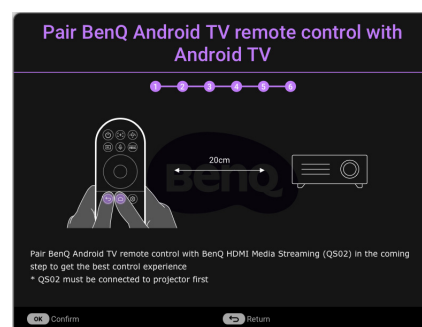 Pair BenQ Android TV remote control with
Android TV
1 2 3 4 5 6
20cm
BenQ
Pair BenQ Android TV remote control with BenQ HDMI Media Streaming (QS02) in the coming
step to get the best control experience
* QS02 must be connected to projector first
OK Confirm
Return